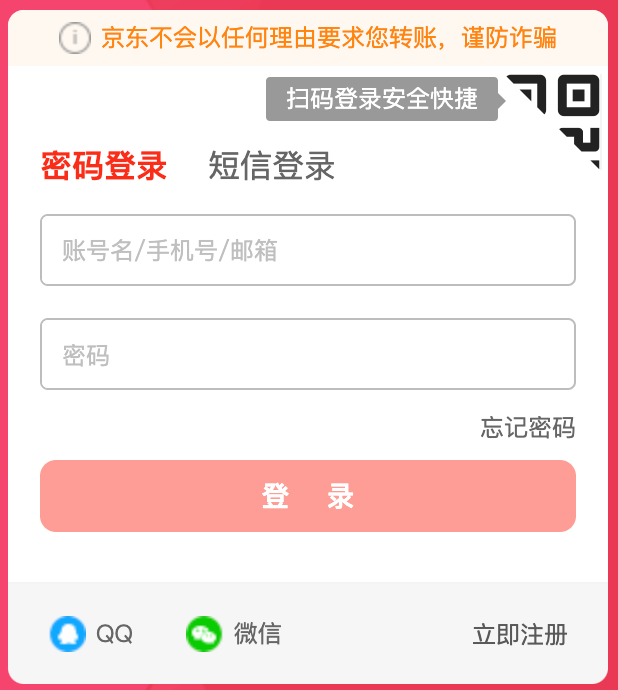 京东不会以任何理由要求您转账，谨防诈骗
扫码登录安全快捷
密码登录 短信登录
账号名/手机号/邮箱
密码
忘记密码
登 录
QQ 微信 立即注册